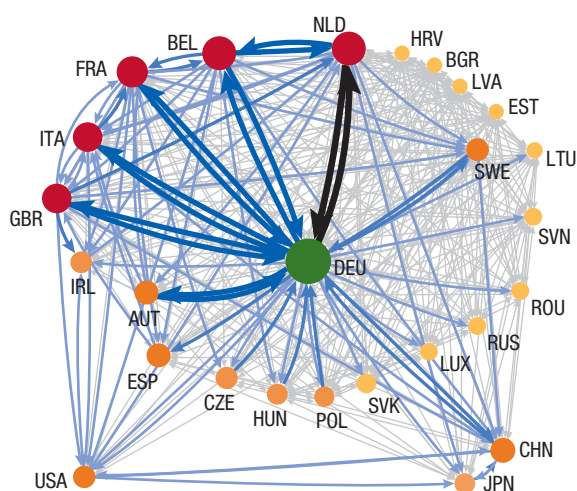 NLD
BEL
HRV
BGR
FRA
LVA
EST
ITA
LTU
SWE
GBR
SVN
DEU
IRL
ROU
AUT
RUS
LUX
ESP
CZE
SVK
HUN
POL
CHN
USA
JPN